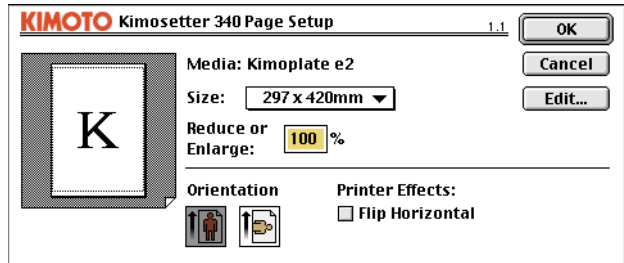 KIMOTO Kimosetter 340 Page Setup 1.1 OK
Media: Kimoplate e2 Cancel
Size: 297 x 420mm Edit...
K
Reduce or
Enlarge: 100 %
Orientation Printer Effects:
Flip Horizontal